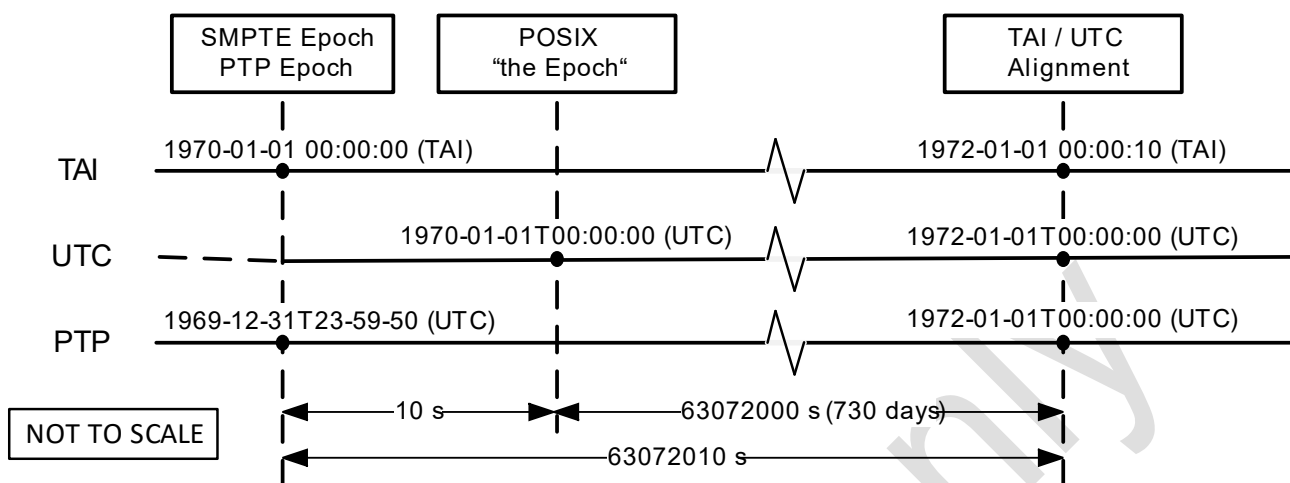 SMPTE Epoch
PTP Epoch
POSIX
“the Epoch“
TAI / UTC
Alignment
TAI
1970-01-01 00:00:00 (TAI)
1972-01-01 00:00:10 (TAI)
UTC
1970-01-01T00:00:00 (UTC)
1972-01-01T00:00:00 (UTC)
PTP
1969-12-31T23-59-50 (UTC)
1972-01-01T00:00:00 (UTC)
NOT TO SCALE
10 s
63072000 s (730 days)
63072010 s
nly